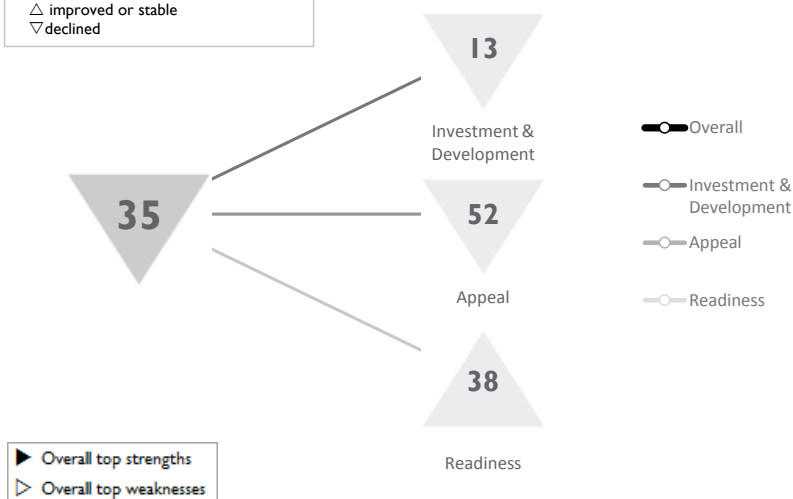 △ improved or stable
▽ declined
13
Investment &
Development
35
52
Appeal
38
Readiness
Overall
Investment &
Development
Appeal
Readiness
▶ Overall top strengths
▷ Overall top weaknesses